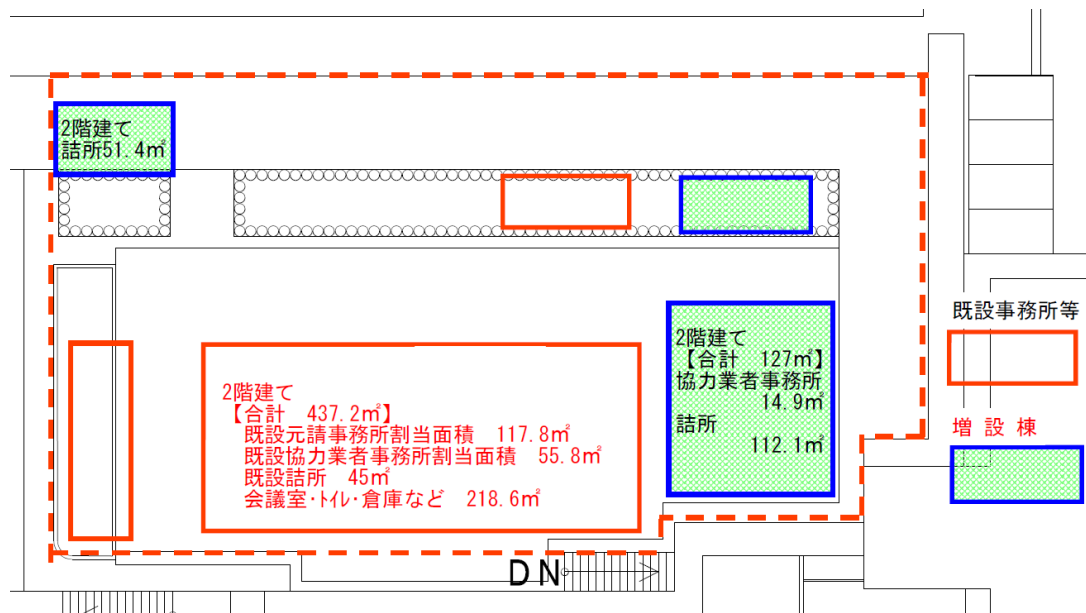 2階建て
詰所51.4㎡
2階建て
【合計 437.2㎡】
既設元請事務所割当面積 117.8㎡
既設協力業者事務所割当面積 55.8㎡
既設詰所 45㎡
会議室・トイレ・倉庫など 218.6㎡
2階建て
【合計 127㎡】
協力業者事務所
14.9㎡
詰所
112.1㎡
既設事務所等
増 設 棟
DN